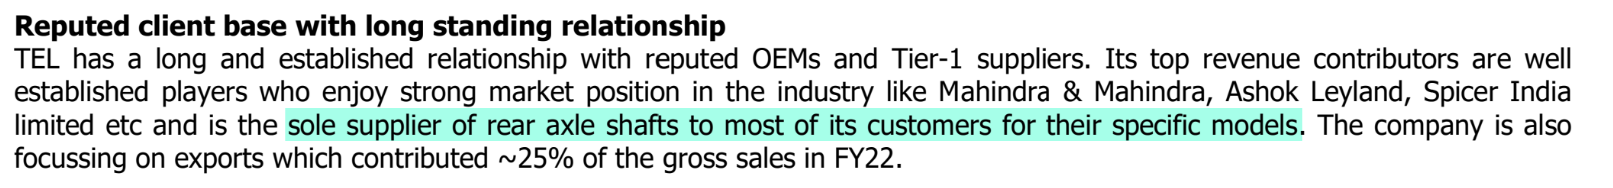 Reputed client base with long standing relationship
TEL has a long and established relationship with reputed OEMs and Tier-1 suppliers. Its top revenue contributors are well
established players who enjoy strong market position in the industry like Mahindra & Mahindra, Ashok Leyland, Spicer India
limited etc and is the sole supplier of rear axle shafts to most of its customers for their specific models. The company is also
focussing on exports which contributed ~25% of the gross sales in FY22.